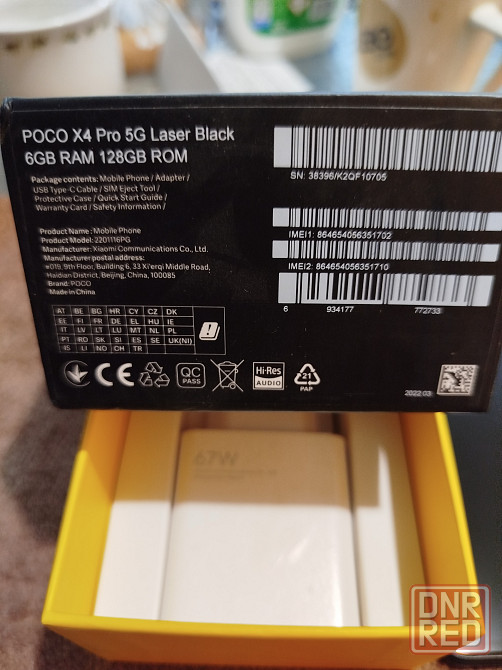 POCO X4 Pro 5G Laser Black
6GB RAM 128GB ROM
Package contents: Mobile Phone / Adapter /
USB Type-C Cable / SIM Eject Tool /
Protective Case / Quick Start Guide /
Warranty Card / Safety Information /
Product Name: Mobile Phone
Product Model: 2201116PG
Manufacturer: Xiaomi Communications Co., Ltd.
Manufacturer postal address:
#019, 9th Floor, Building 6, 33 Xi'erqi Middle Road,
Haidian District, Beijing, China, 100085
Brand: POCO
Made in China
SN: 38396/K2QF10705
IMEI1: 864654056351702
IMEI2: 864654056351710
6 934177 772733
AT BE BG HR CY CZ DK
EE FI FR DE EL HU IE
IT LV LT LU MT NL PL
PT RO SK SI ES SE UK(NI)
IS LI NO CH TR
CE
QC
PASS
Hi-Res
AUDIO
21
PAP
2022.03
67W
DNR
RED